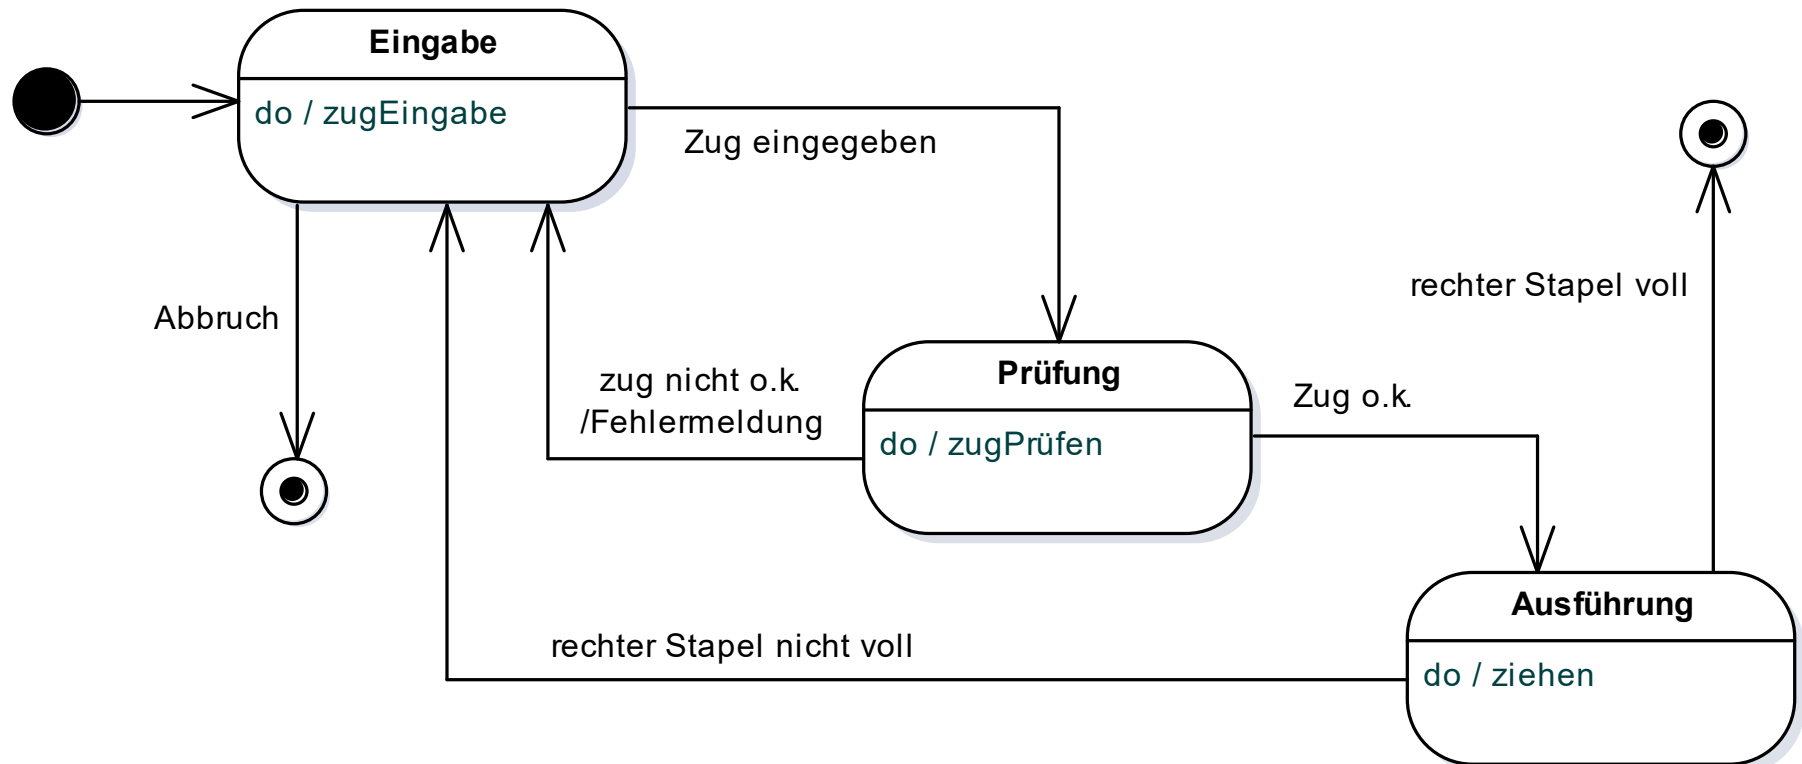 Eingabe
do / zugEingabe
Zug eingegeben
rechter Stapel voll
Abbruch
zug nicht o.k.
/Fehlermeldung
Prüfung
do / zugPrüfen
Zug o.k.
Ausführung
do / ziehen
rechter Stapel nicht voll